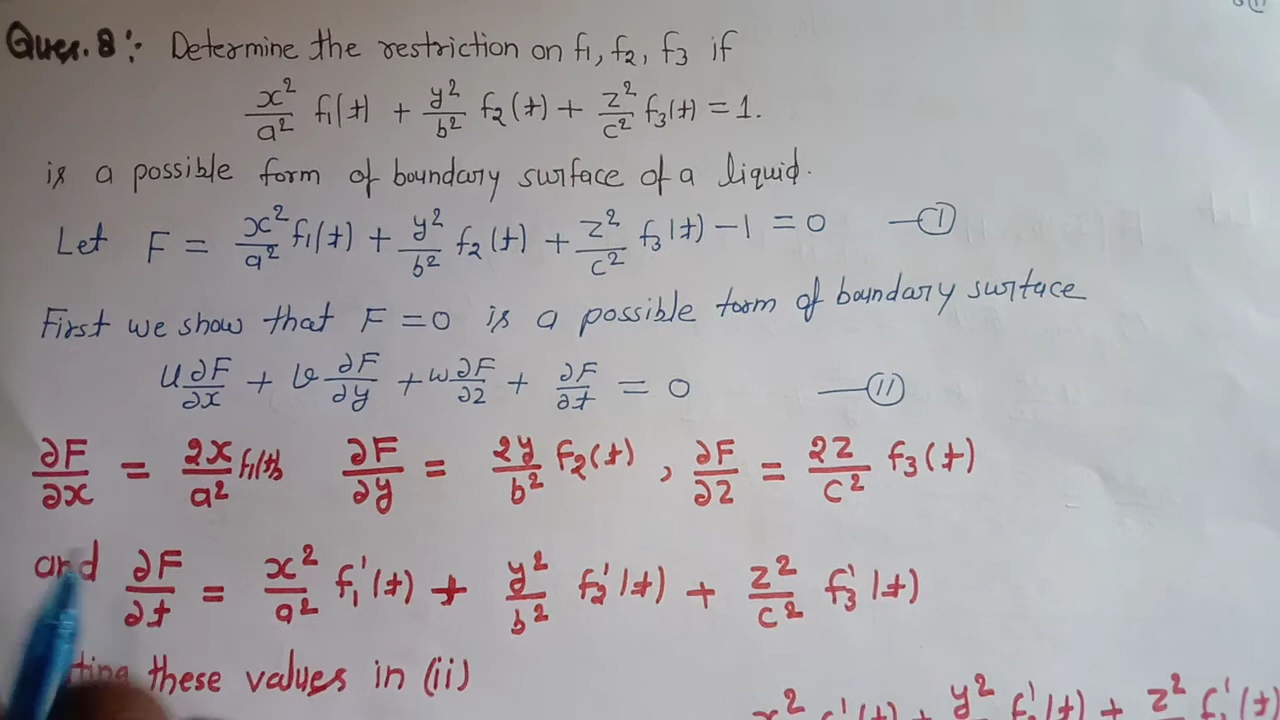 Ques. 8 :- Determine the restriction on f₁, f₂, f₃ if
x²/a² f₁(t) + y²/b² f₂(t) + z²/c² f₃(t) = 1.
is a possible form of boundary surface of a liquid.
Let F = x²/a² f₁(t) + y²/b² f₂(t) + z²/c² f₃(t) - 1 = 0 —(I)
First we show that F = 0 is a possible form of boundary surface
u ∂F/∂x + v ∂F/∂y + w ∂F/∂z + ∂F/∂t = 0 —(II)
∂F/∂x = 2x/a² f₁(t) ∂F/∂y = 2y/b² f₂(t), ∂F/∂z = 2z/c² f₃(t)
and ∂F/∂t = x²/a² f₁'(t) + y²/b² f₂'(t) + z²/c² f₃'(t)
these values in (ii)